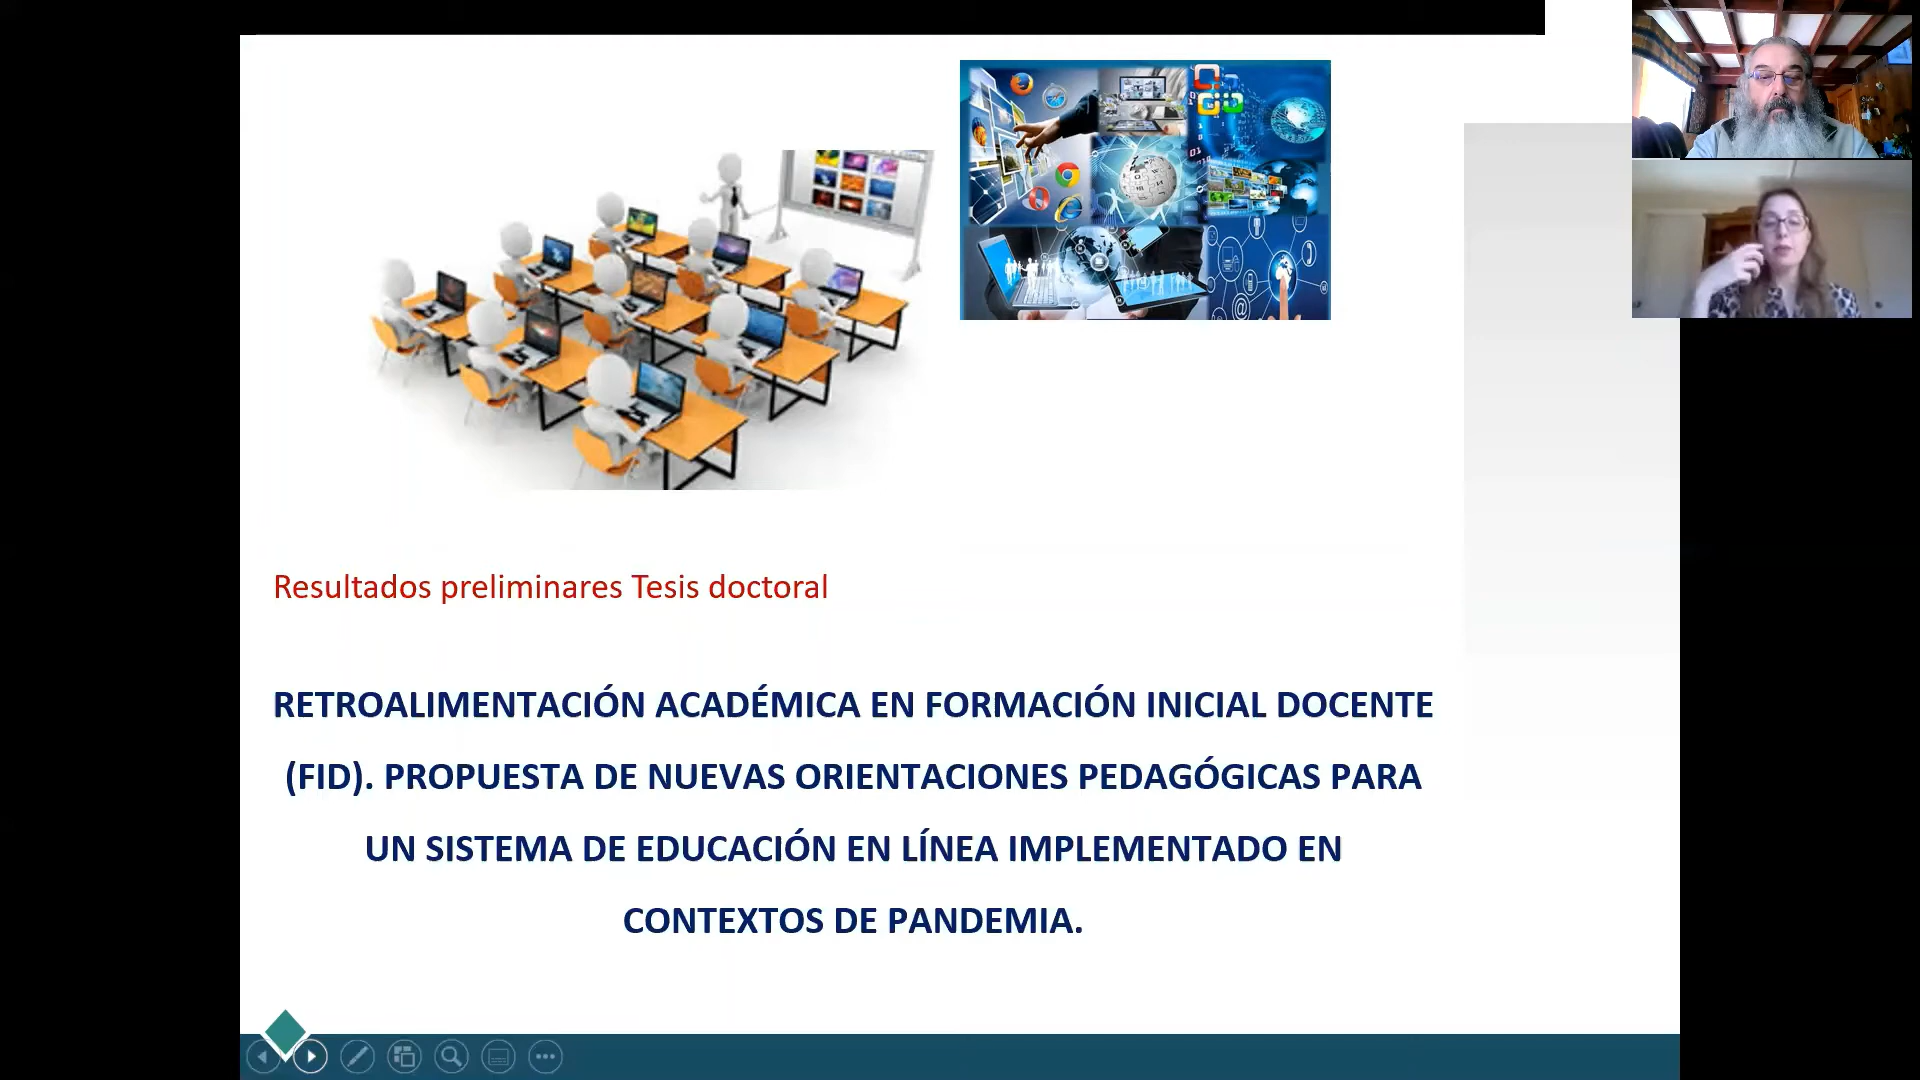 Resultados preliminares Tesis doctoral
RETROALIMENTACIÓN ACADÉMICA EN FORMACIÓN INICIAL DOCENTE
(FID). PROPUESTA DE NUEVAS ORIENTACIONES PEDAGÓGICAS PARA
UN SISTEMA DE EDUCACIÓN EN LÍNEA IMPLEMENTADO EN
CONTEXTOS DE PANDEMIA.